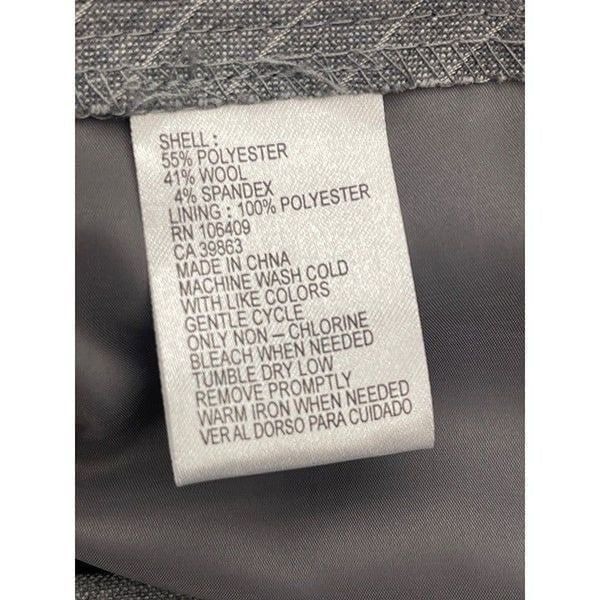 SHELL :
55% POLYESTER
41% WOOL
4% SPANDEX
LINING : 100% POLYESTER
RN 106409
CA 39863
MADE IN CHNA
MACHINE WASH COLD
WITH LIKE COLORS
GENTLE CYCLE
ONLY NON – CHLORINE
BLEACH WHEN NEEDED
TUMBLE DRY LOW
REMOVE PROMPTLY
WARM IRON WHEN NEEDED
VER AL DORSO PARA CUIDADO